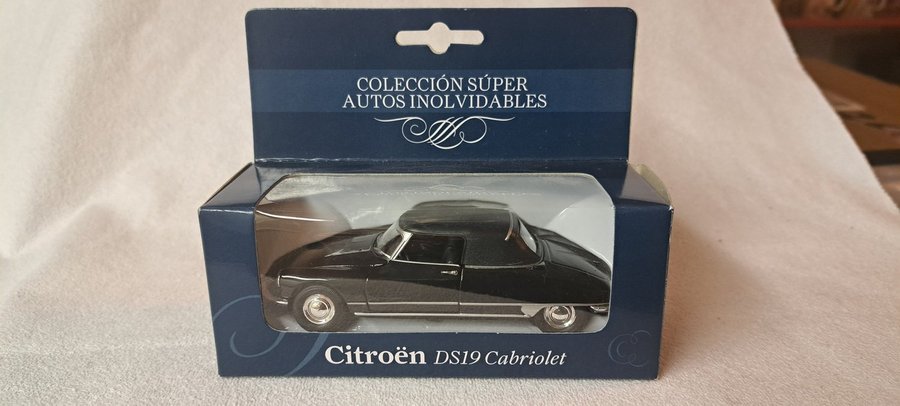 COLECCIÓN SÚPER
AUTOS INOLVIDABLES
Citroën DS19 Cabriolet